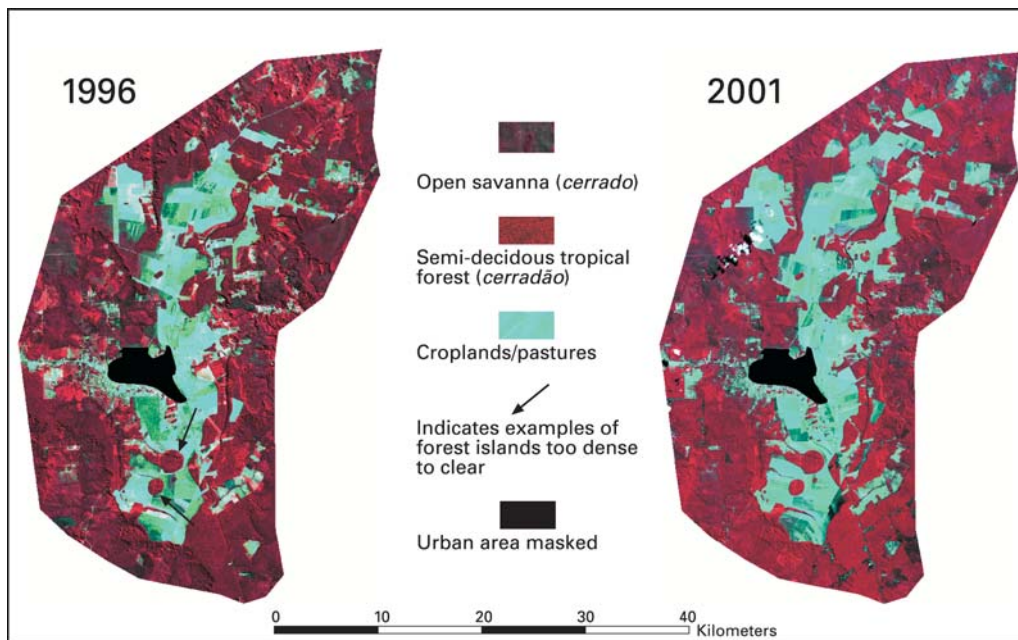 1996
2001
Open savanna (cerrado)
Semi-decidous tropical
forest (cerradão)
Croplands/pastures
Indicates examples of
forest islands too dense
to clear
Urban area masked
0 10 20 30 40
Kilometers